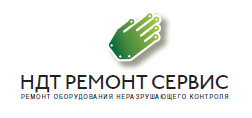 НДТ РЕМОНТ СЕРВИС
РЕМОНТ ОБОРУДОВАНИЯ НЕРАЗРУШАЮЩЕГО КОНТРОЛЯ